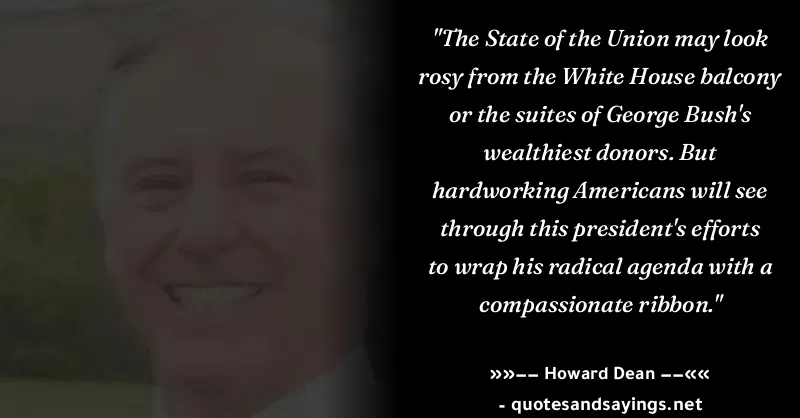 "The State of the Union may look
rosy from the White House balcony
or the suites of George Bush's
wealthiest donors. But
hardworking Americans will see
through this president's efforts
to wrap his radical agenda with a
compassionate ribbon."
»»−− Howard Dean −−««
- quotesandsayings.net